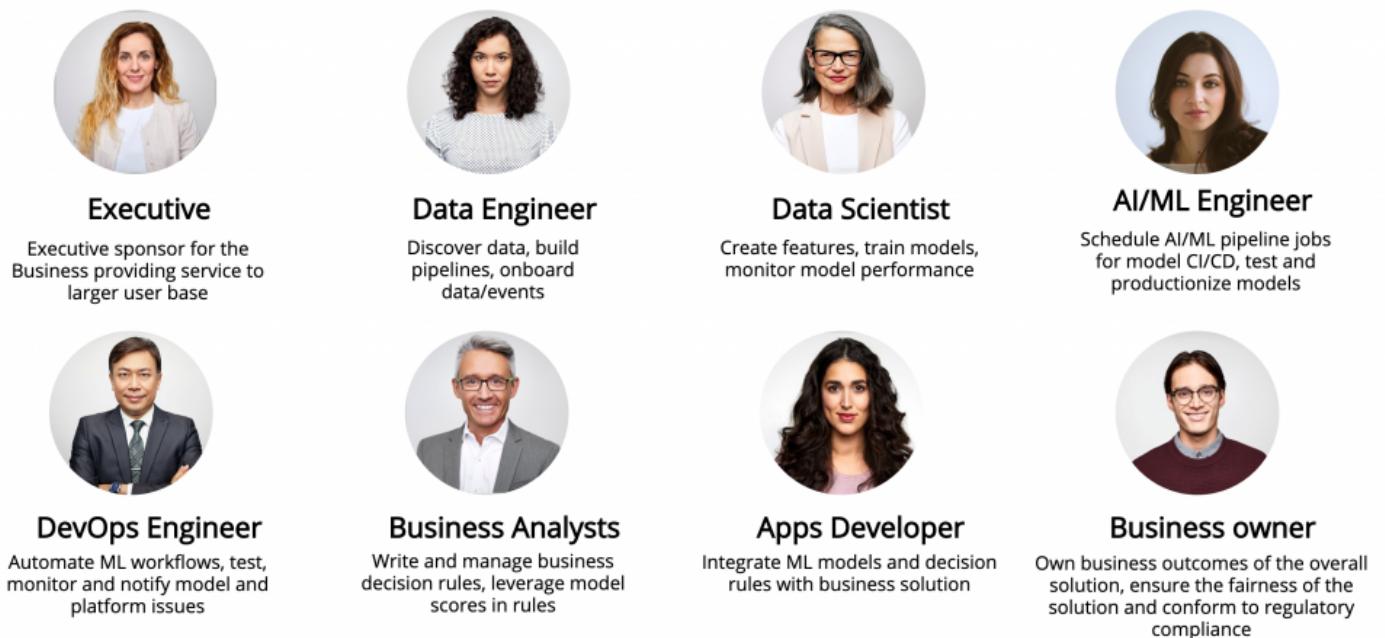 Executive
Executive sponsor for the
Business providing service to
larger user base
Data Engineer
Discover data, build
pipelines, onboard
data/events
Data Scientist
Create features, train models,
monitor model performance
AI/ML Engineer
Schedule AI/ML pipeline jobs
for model CI/CD, test and
productionize models
DevOps Engineer
Automate ML workflows, test,
monitor and notify model and
platform issues
Business Analysts
Write and manage business
decision rules, leverage model
scores in rules
Apps Developer
Integrate ML models and decision
rules with business solution
Business owner
Own business outcomes of the overall
solution, ensure the fairness of the
solution and conform to regulatory
compliance